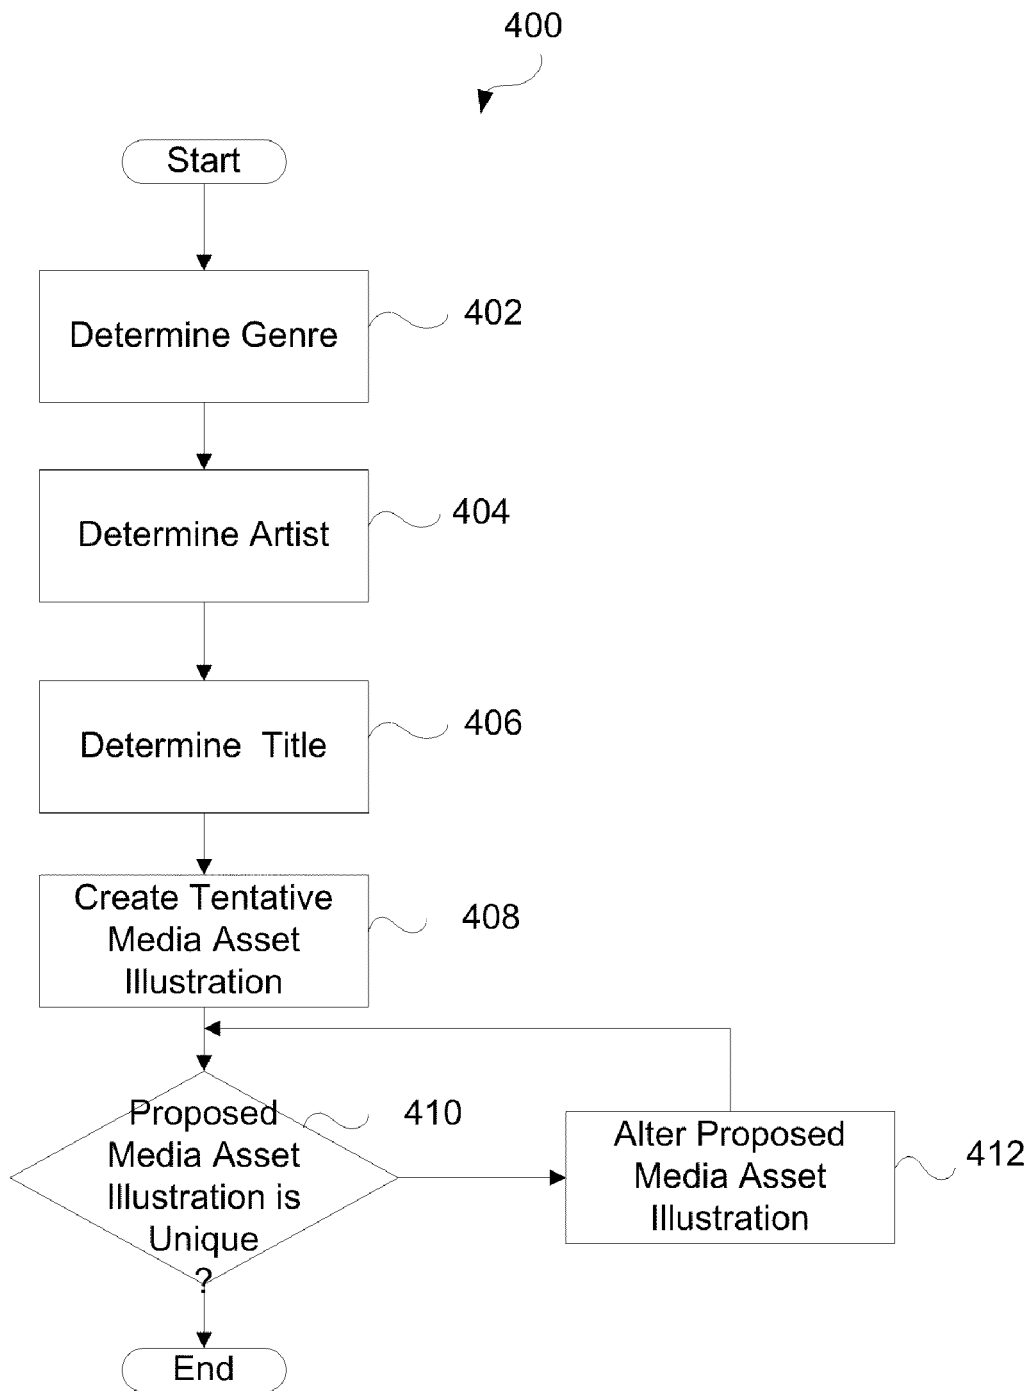 400
Start
Determine Genre
402
Determine Artist
404
Determine Title
406
Create Tentative
Media Asset
Illustration
408
Proposed
Media Asset
Illustration is
Unique
?
410
Alter Proposed
Media Asset
Illustration
412
End